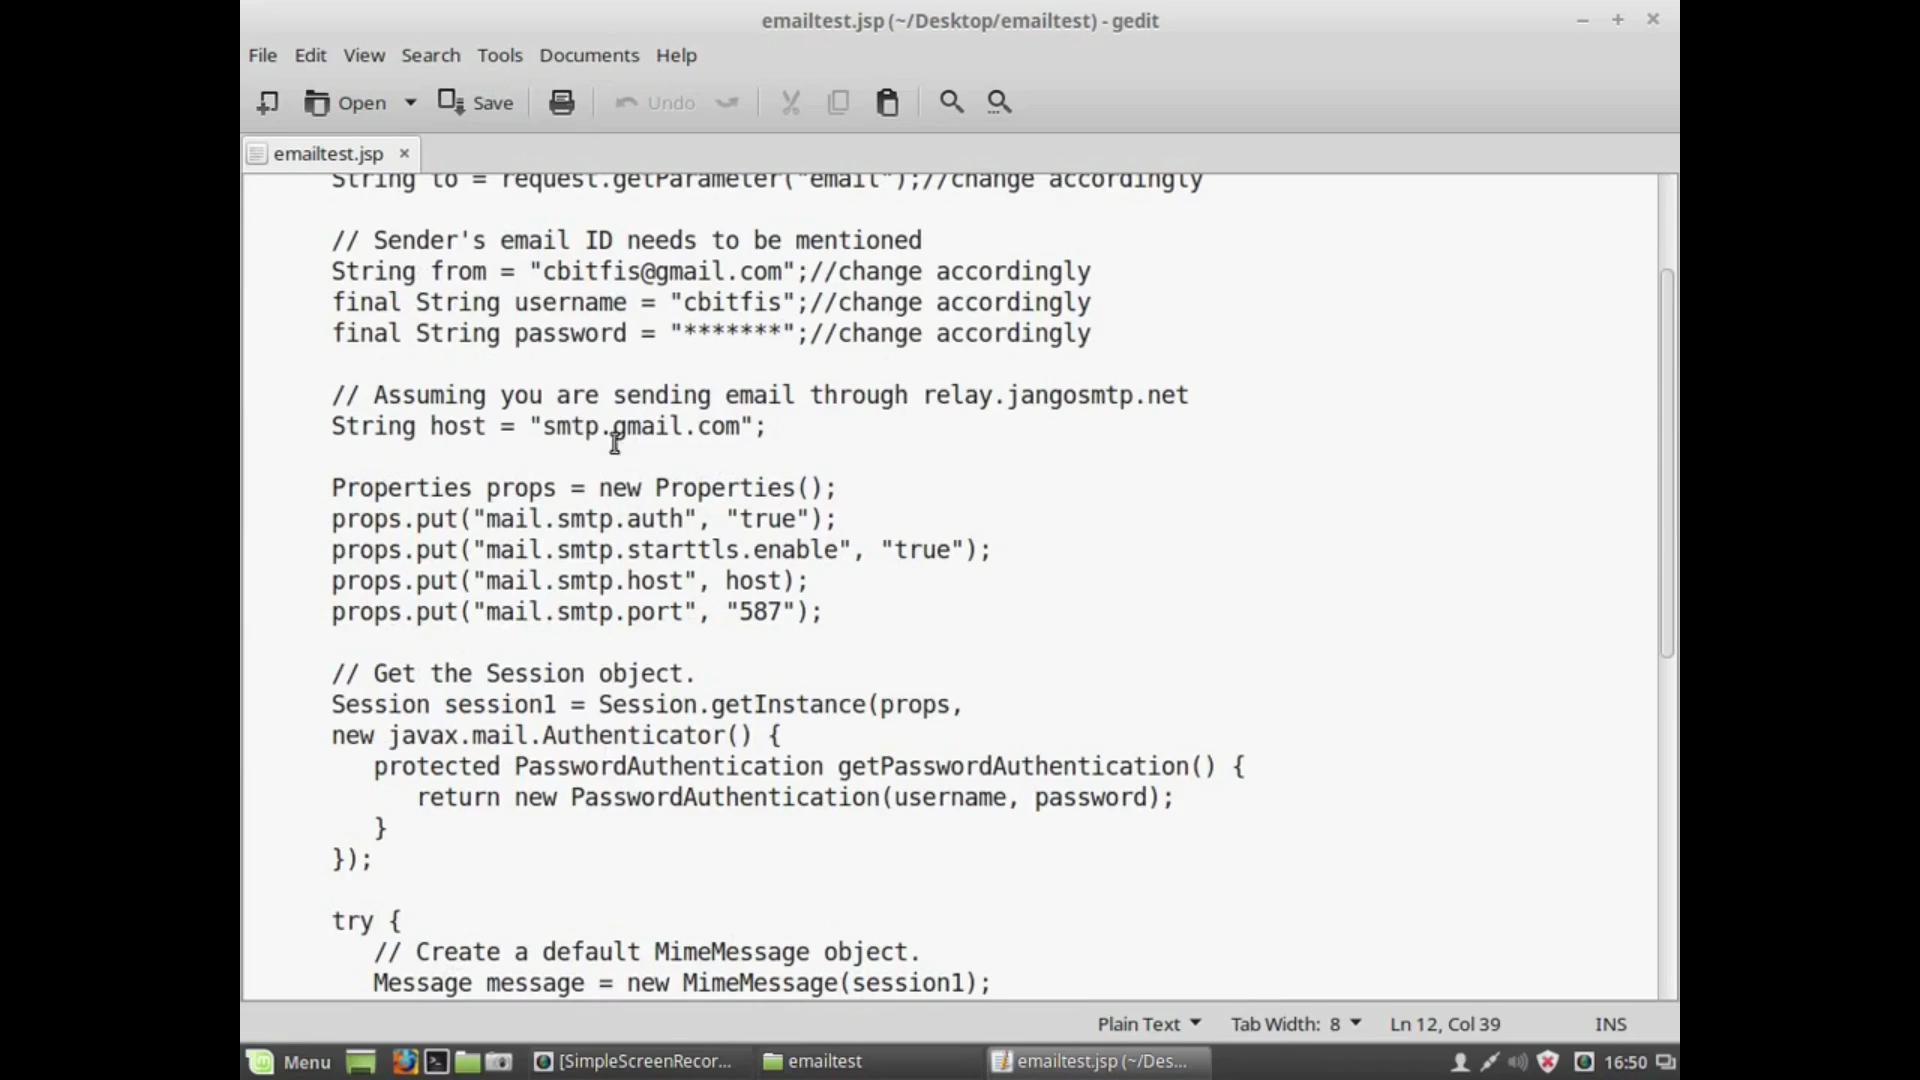 emailtest.jsp (~/Desktop/emailtest) - gedit
File Edit View Search Tools Documents Help
Open Save Undo
emailtest.jsp
String to = request.getParameter("email");//change accordingly
// Sender's email ID needs to be mentioned
String from = "cbitfis@gmail.com";//change accordingly
final String username = "cbitfis";//change accordingly
final String password = "*******";//change accordingly
// Assuming you are sending email through relay.jangosmtp.net
String host = "smtp.gmail.com";
Properties props = new Properties();
props.put("mail.smtp.auth", "true");
props.put("mail.smtp.starttls.enable", "true");
props.put("mail.smtp.host", host);
props.put("mail.smtp.port", "587");
// Get the Session object.
Session session1 = Session.getInstance(props,
new javax.mail.Authenticator() {
protected PasswordAuthentication getPasswordAuthentication() {
return new PasswordAuthentication(username, password);
}
});
try {
// Create a default MimeMessage object.
Message message = new MimeMessage(session1);
Plain Text Tab Width: 8 Ln 12, Col 39 INS
Menu [SimpleScreenRecor... emailtest emailtest.jsp (~/Des... 16:50